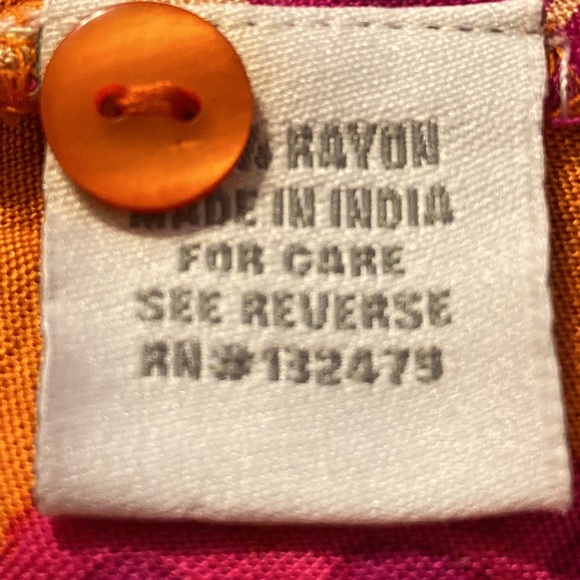 RAYON
MADE IN INDIA
FOR CARE
SEE REVERSE
RN#132479